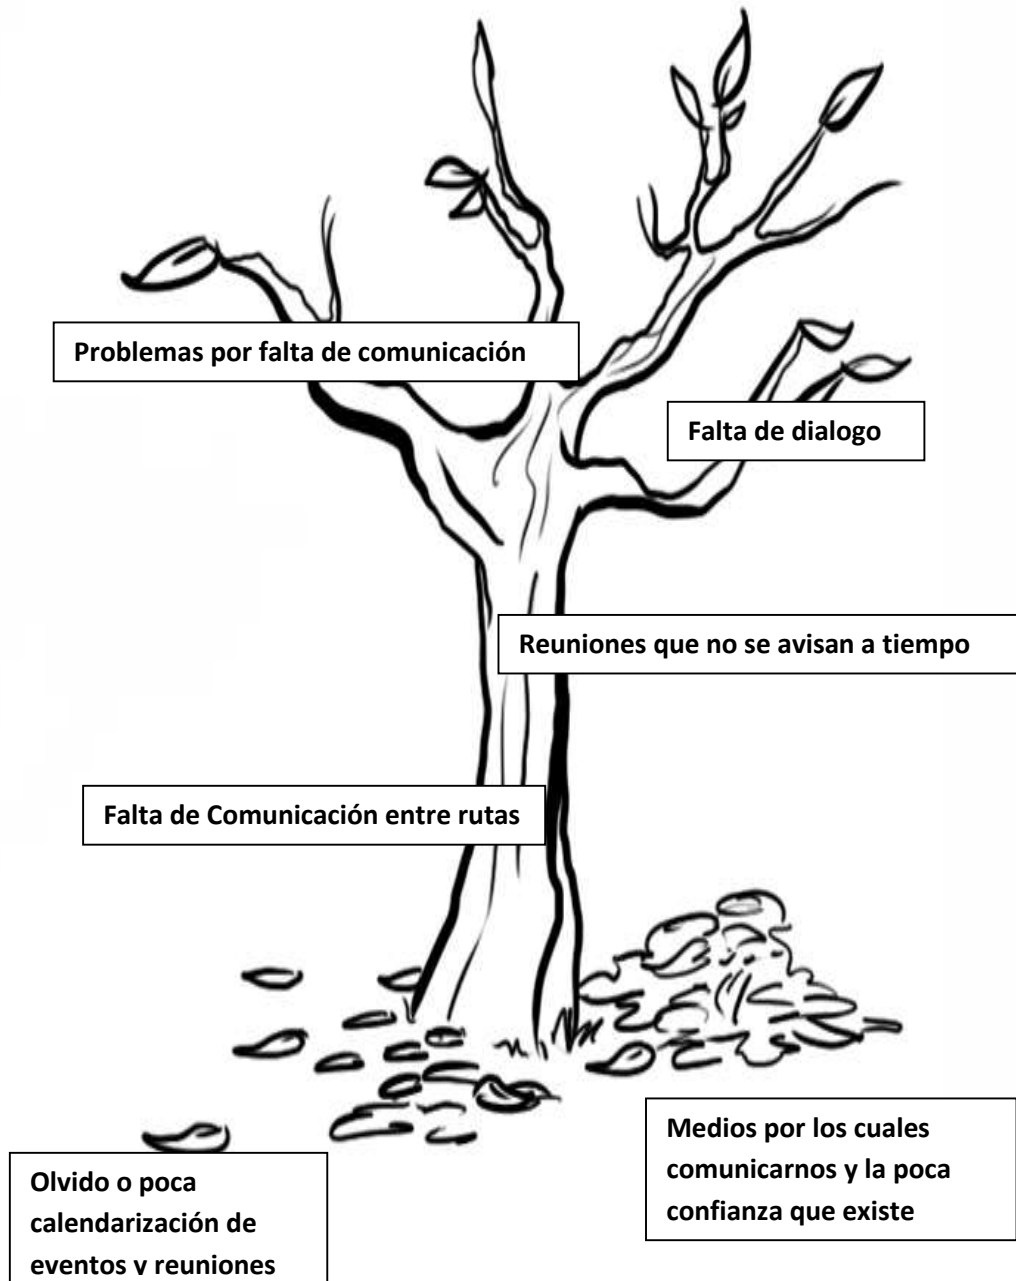 Problemas por falta de comunicación
Falta de dialogo
Reuniones que no se avisan a tiempo
Falta de Comunicación entre rutas
Medios por los cuales
comunicarnos y la poca
confianza que existe
Olvido o poca
calendarización de
eventos y reuniones